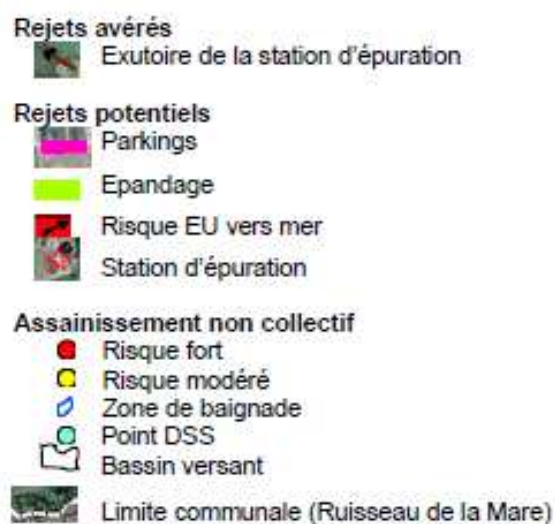 Rejets avérés
Exutoire de la station d'épuration
Rejets potentiels
Parkings
Epandage
Risque EU vers mer
Station d'épuration
Assainissement non collectif
Risque fort
Risque modéré
Zone de baignade
Point DSS
Bassin versant
Limite communale (Ruisseau de la Mare)